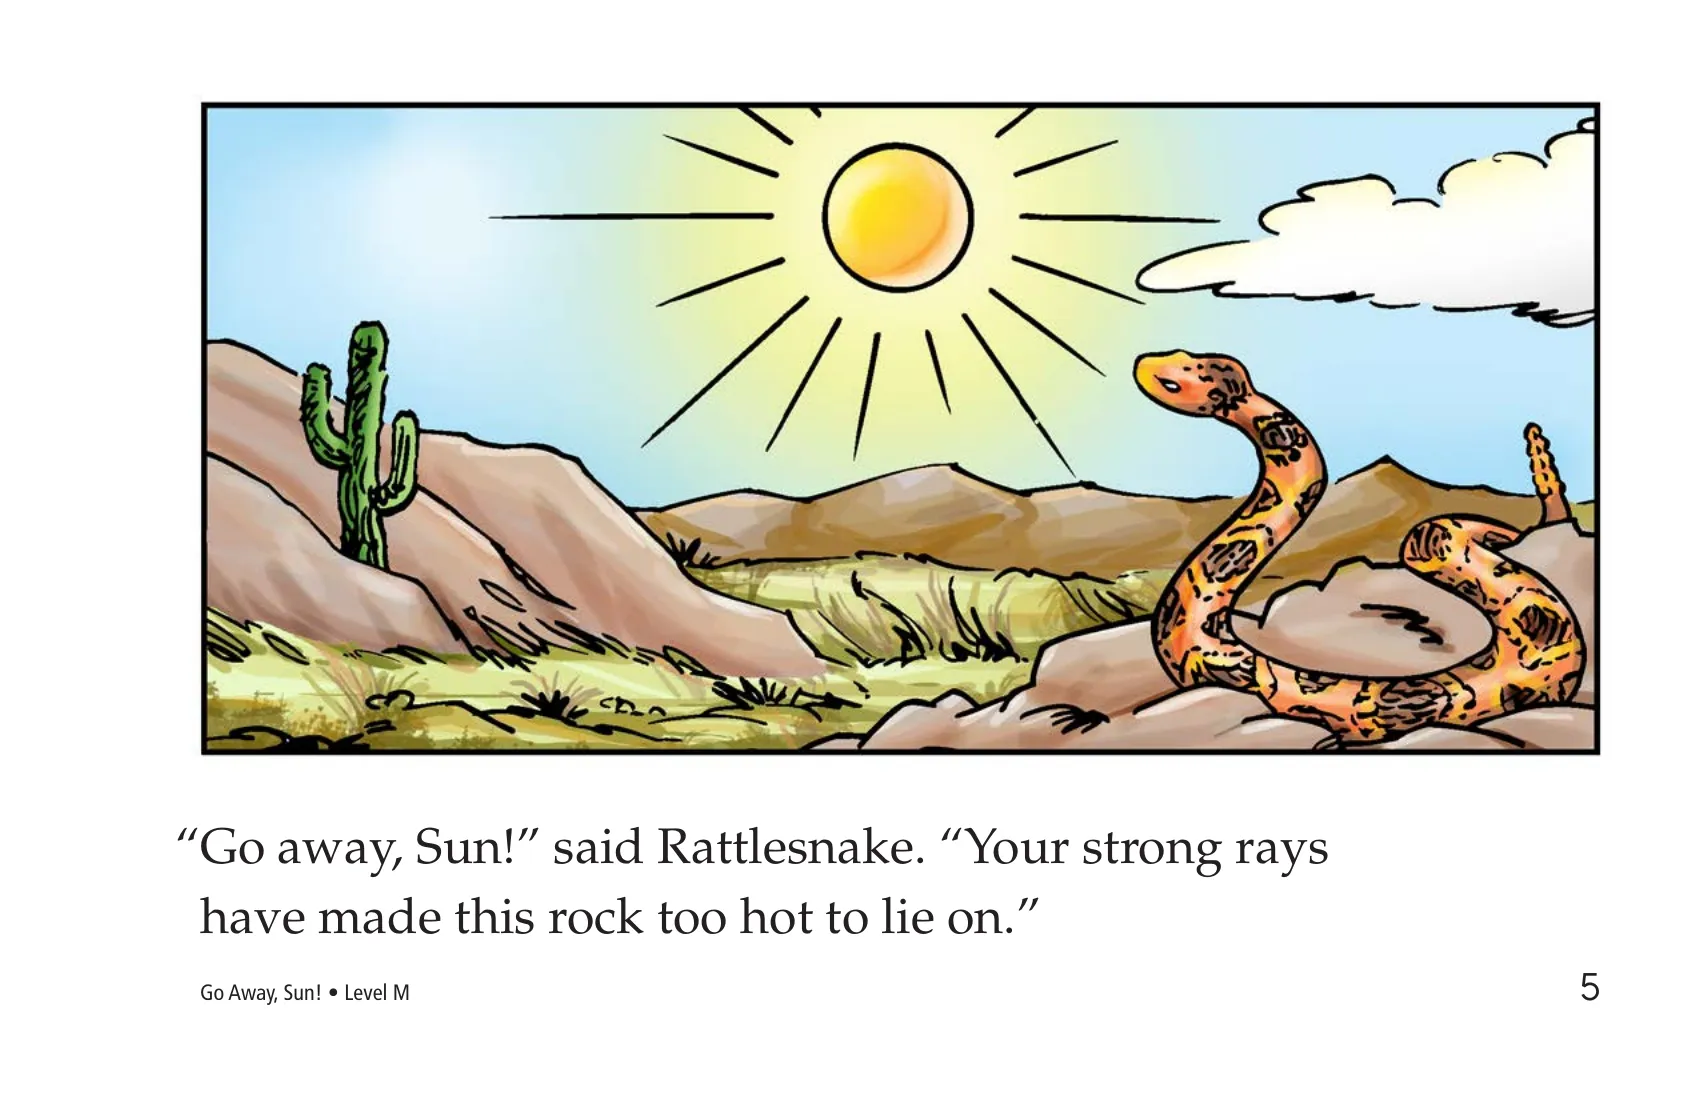 “Go away, Sun!” said Rattlesnake. “Your strong rays
have made this rock too hot to lie on.”
Go Away, Sun! • Level M
5